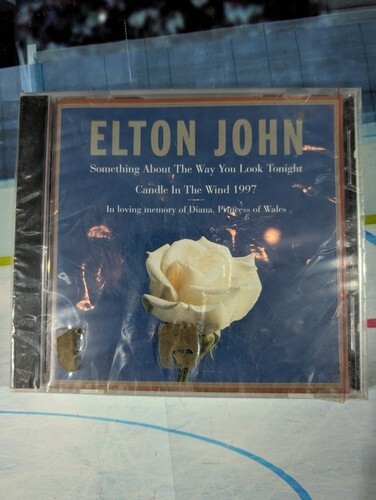 ELTON JOHN
Something About The Way You Look Tonight
Candle In The Wind 1997
In loving memory of Diana, Princess of Wales